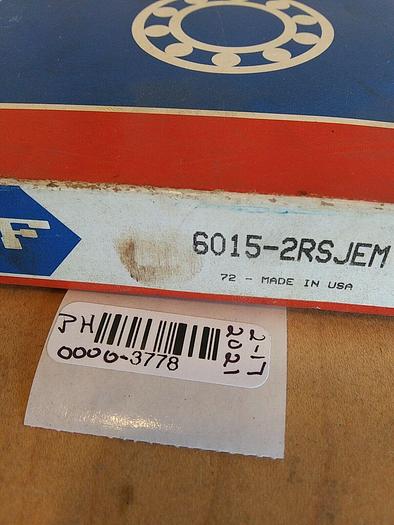 F
6015-2RSJEM
72 - MADE IN USA
JH
0006-3778
2-17
2021